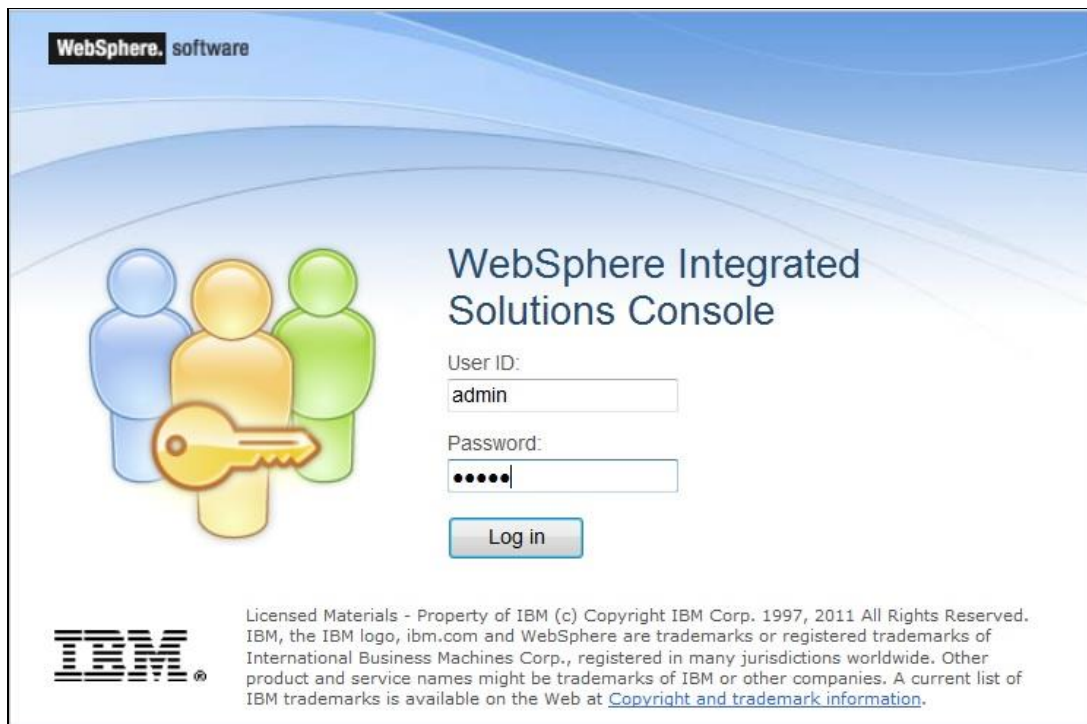 WebSphere. software
WebSphere Integrated
Solutions Console
User ID:
admin
Password:
●●●●●
Log in
Licensed Materials - Property of IBM (c) Copyright IBM Corp. 1997, 2011 All Rights Reserved.
IBM, the IBM logo, ibm.com and WebSphere are trademarks or registered trademarks of
International Business Machines Corp., registered in many jurisdictions worldwide. Other
product and service names might be trademarks of IBM or other companies. A current list of
IBM trademarks is available on the Web at Copyright and trademark information.
IBM®